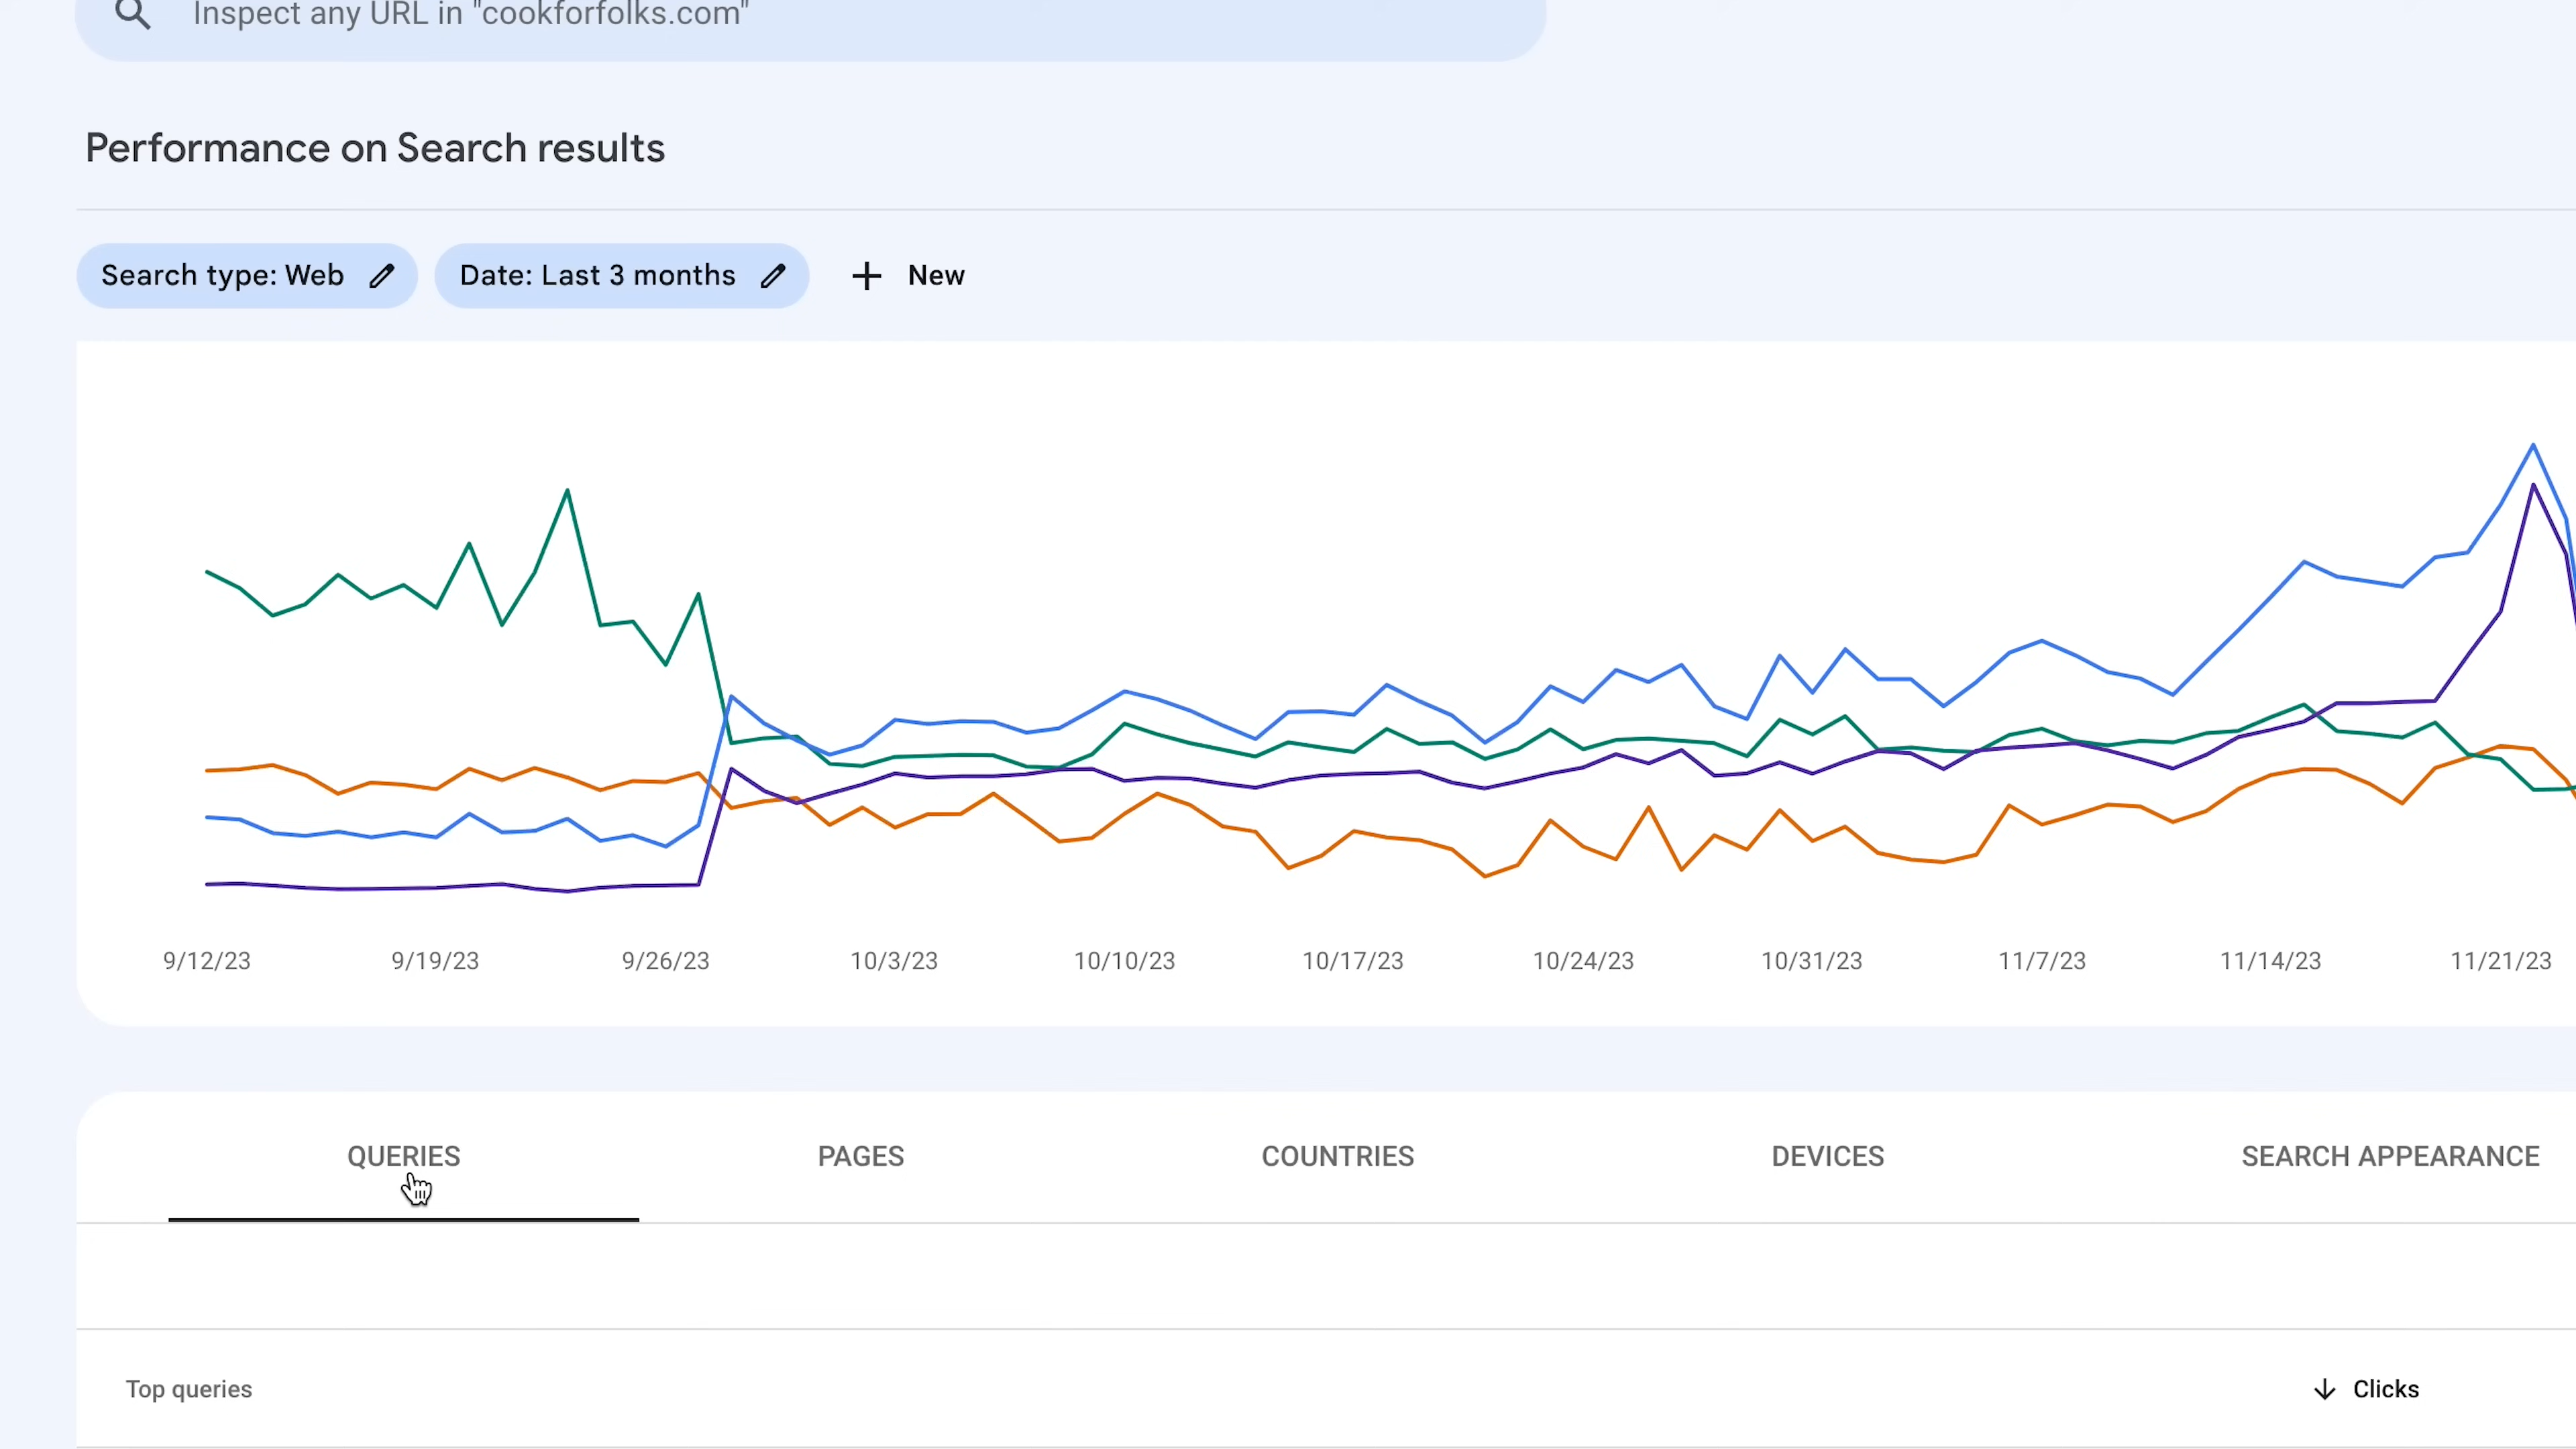 Inspect any URL in "cookforfolks.com"
Performance on Search results
Search type: Web
Date: Last 3 months
New
9/12/23
9/19/23
9/26/23
10/3/23
10/10/23
10/17/23
10/24/23
10/31/23
11/7/23
11/14/23
11/21/23
QUERIES
PAGES
COUNTRIES
DEVICES
SEARCH APPEARANCE
Top queries
Clicks